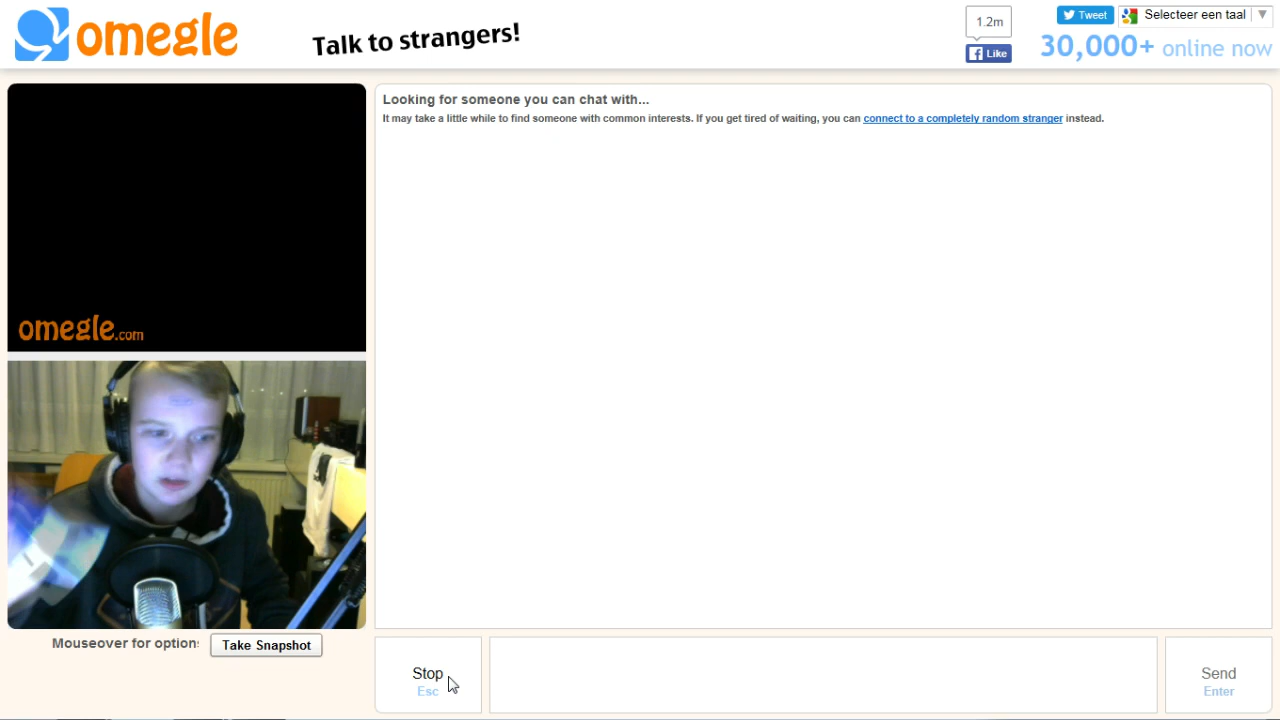 omegle
Talk to strangers!
1.2m
Like
Tweet
Selecteer een taal
30,000+ online now
Looking for someone you can chat with...
It may take a little while to find someone with common interests. If you get tired of waiting, you can connect to a completely random stranger instead.
omegle.com
Mouseover for option
Take Snapshot
Stop
Esc
Send
Enter